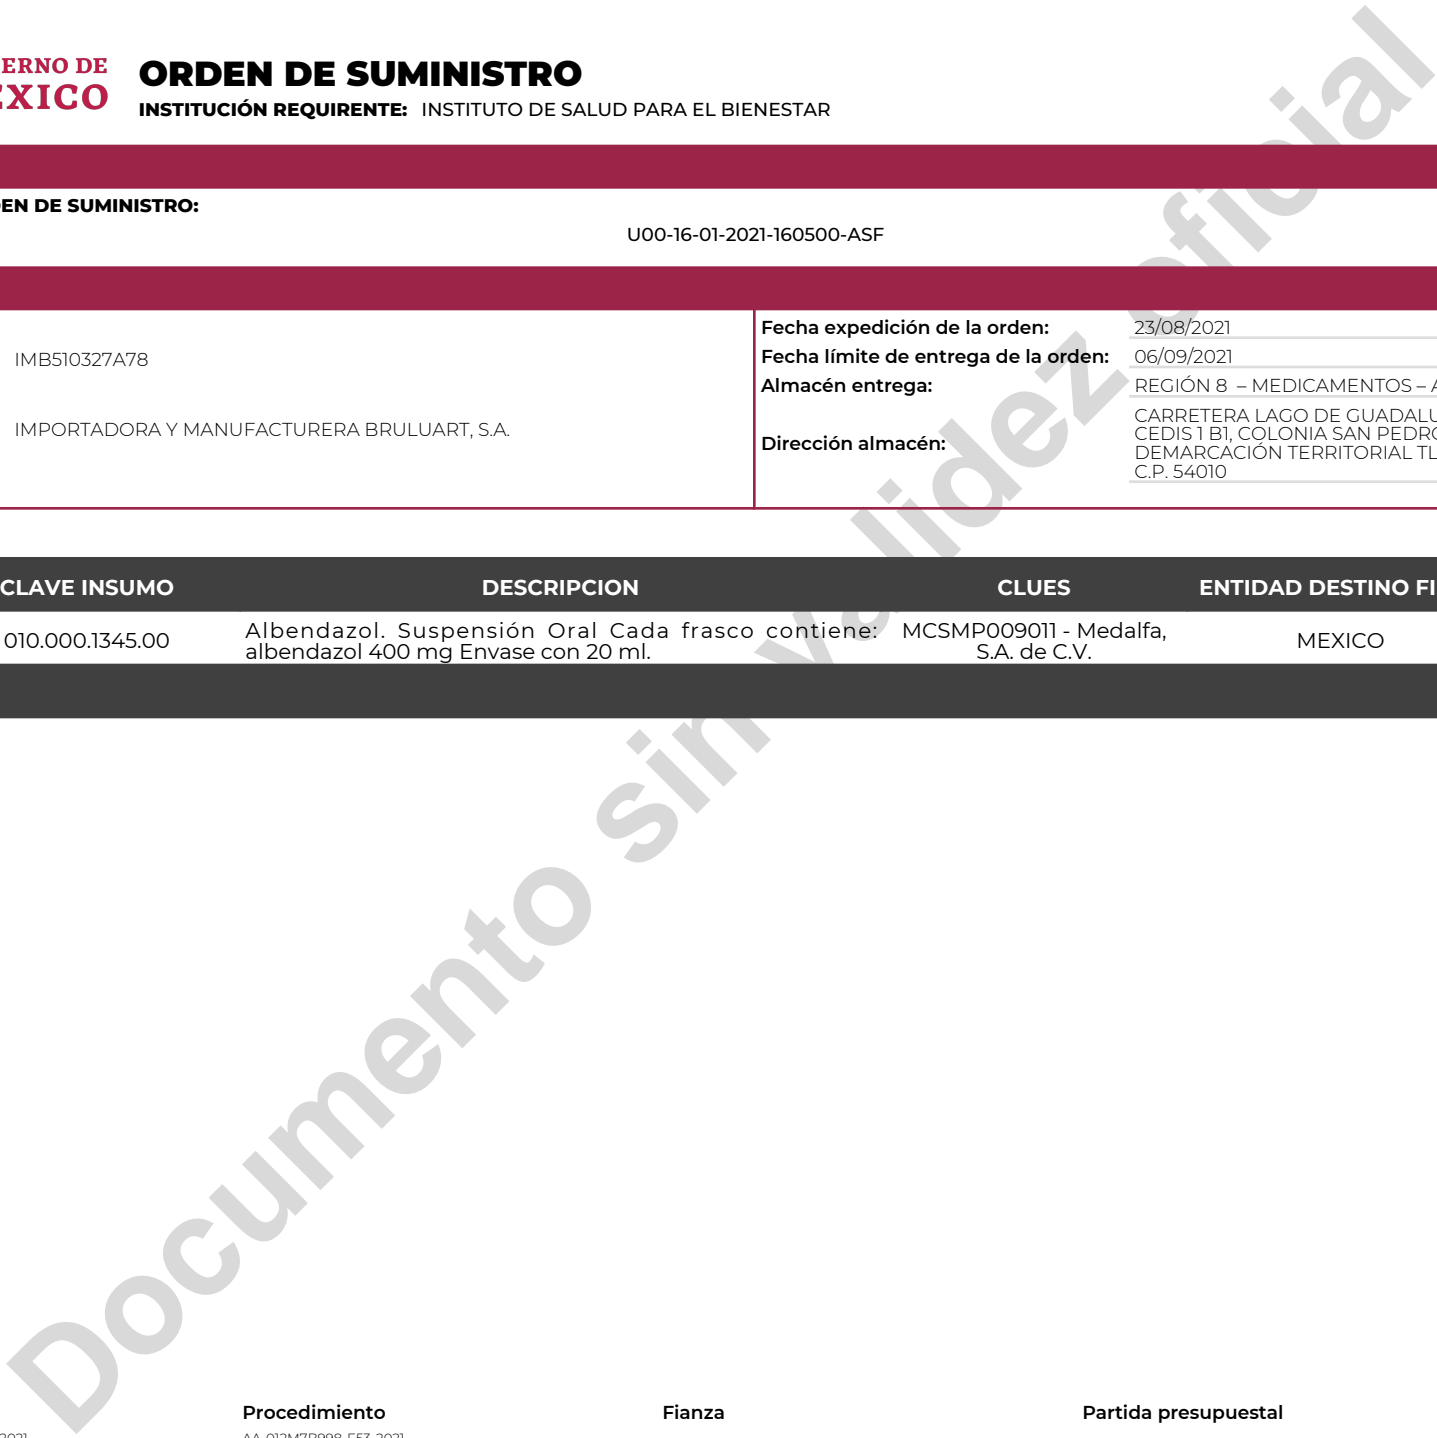 ERNO DE
EXICO
ORDEN DE SUMINISTRO
INSTITUCIÓN REQUIRENTE: INSTITUTO DE SALUD PARA EL BIENESTAR
EN DE SUMINISTRO:
U00-16-01-2021-160500-ASF
IMB510327A78
IMPORTADORA Y MANUFACTURERA BRULUART, S.A.
Fecha expedición de la orden: 23/08/2021
Fecha límite de entrega de la orden: 06/09/2021
Almacén entrega: REGIÓN 8 – MEDICAMENTOS – A
Dirección almacén:
CARRETERA LAGO DE GUADALU
CEDIS 1 B1, COLONIA SAN PEDRO
DEMARCACIÓN TERRITORIAL TL
C.P. 54010
CLAVE INSUMO DESCRIPCION CLUES ENTIDAD DESTINO FI
010.000.1345.00
Albendazol. Suspensión Oral Cada frasco contiene:
albendazol 400 mg Envase con 20 ml.
MCSMP009011 - Medalfa,
S.A. de C.V.
MEXICO
Documento sin validez oficial
Procedimiento Fianza Partida presupuestal